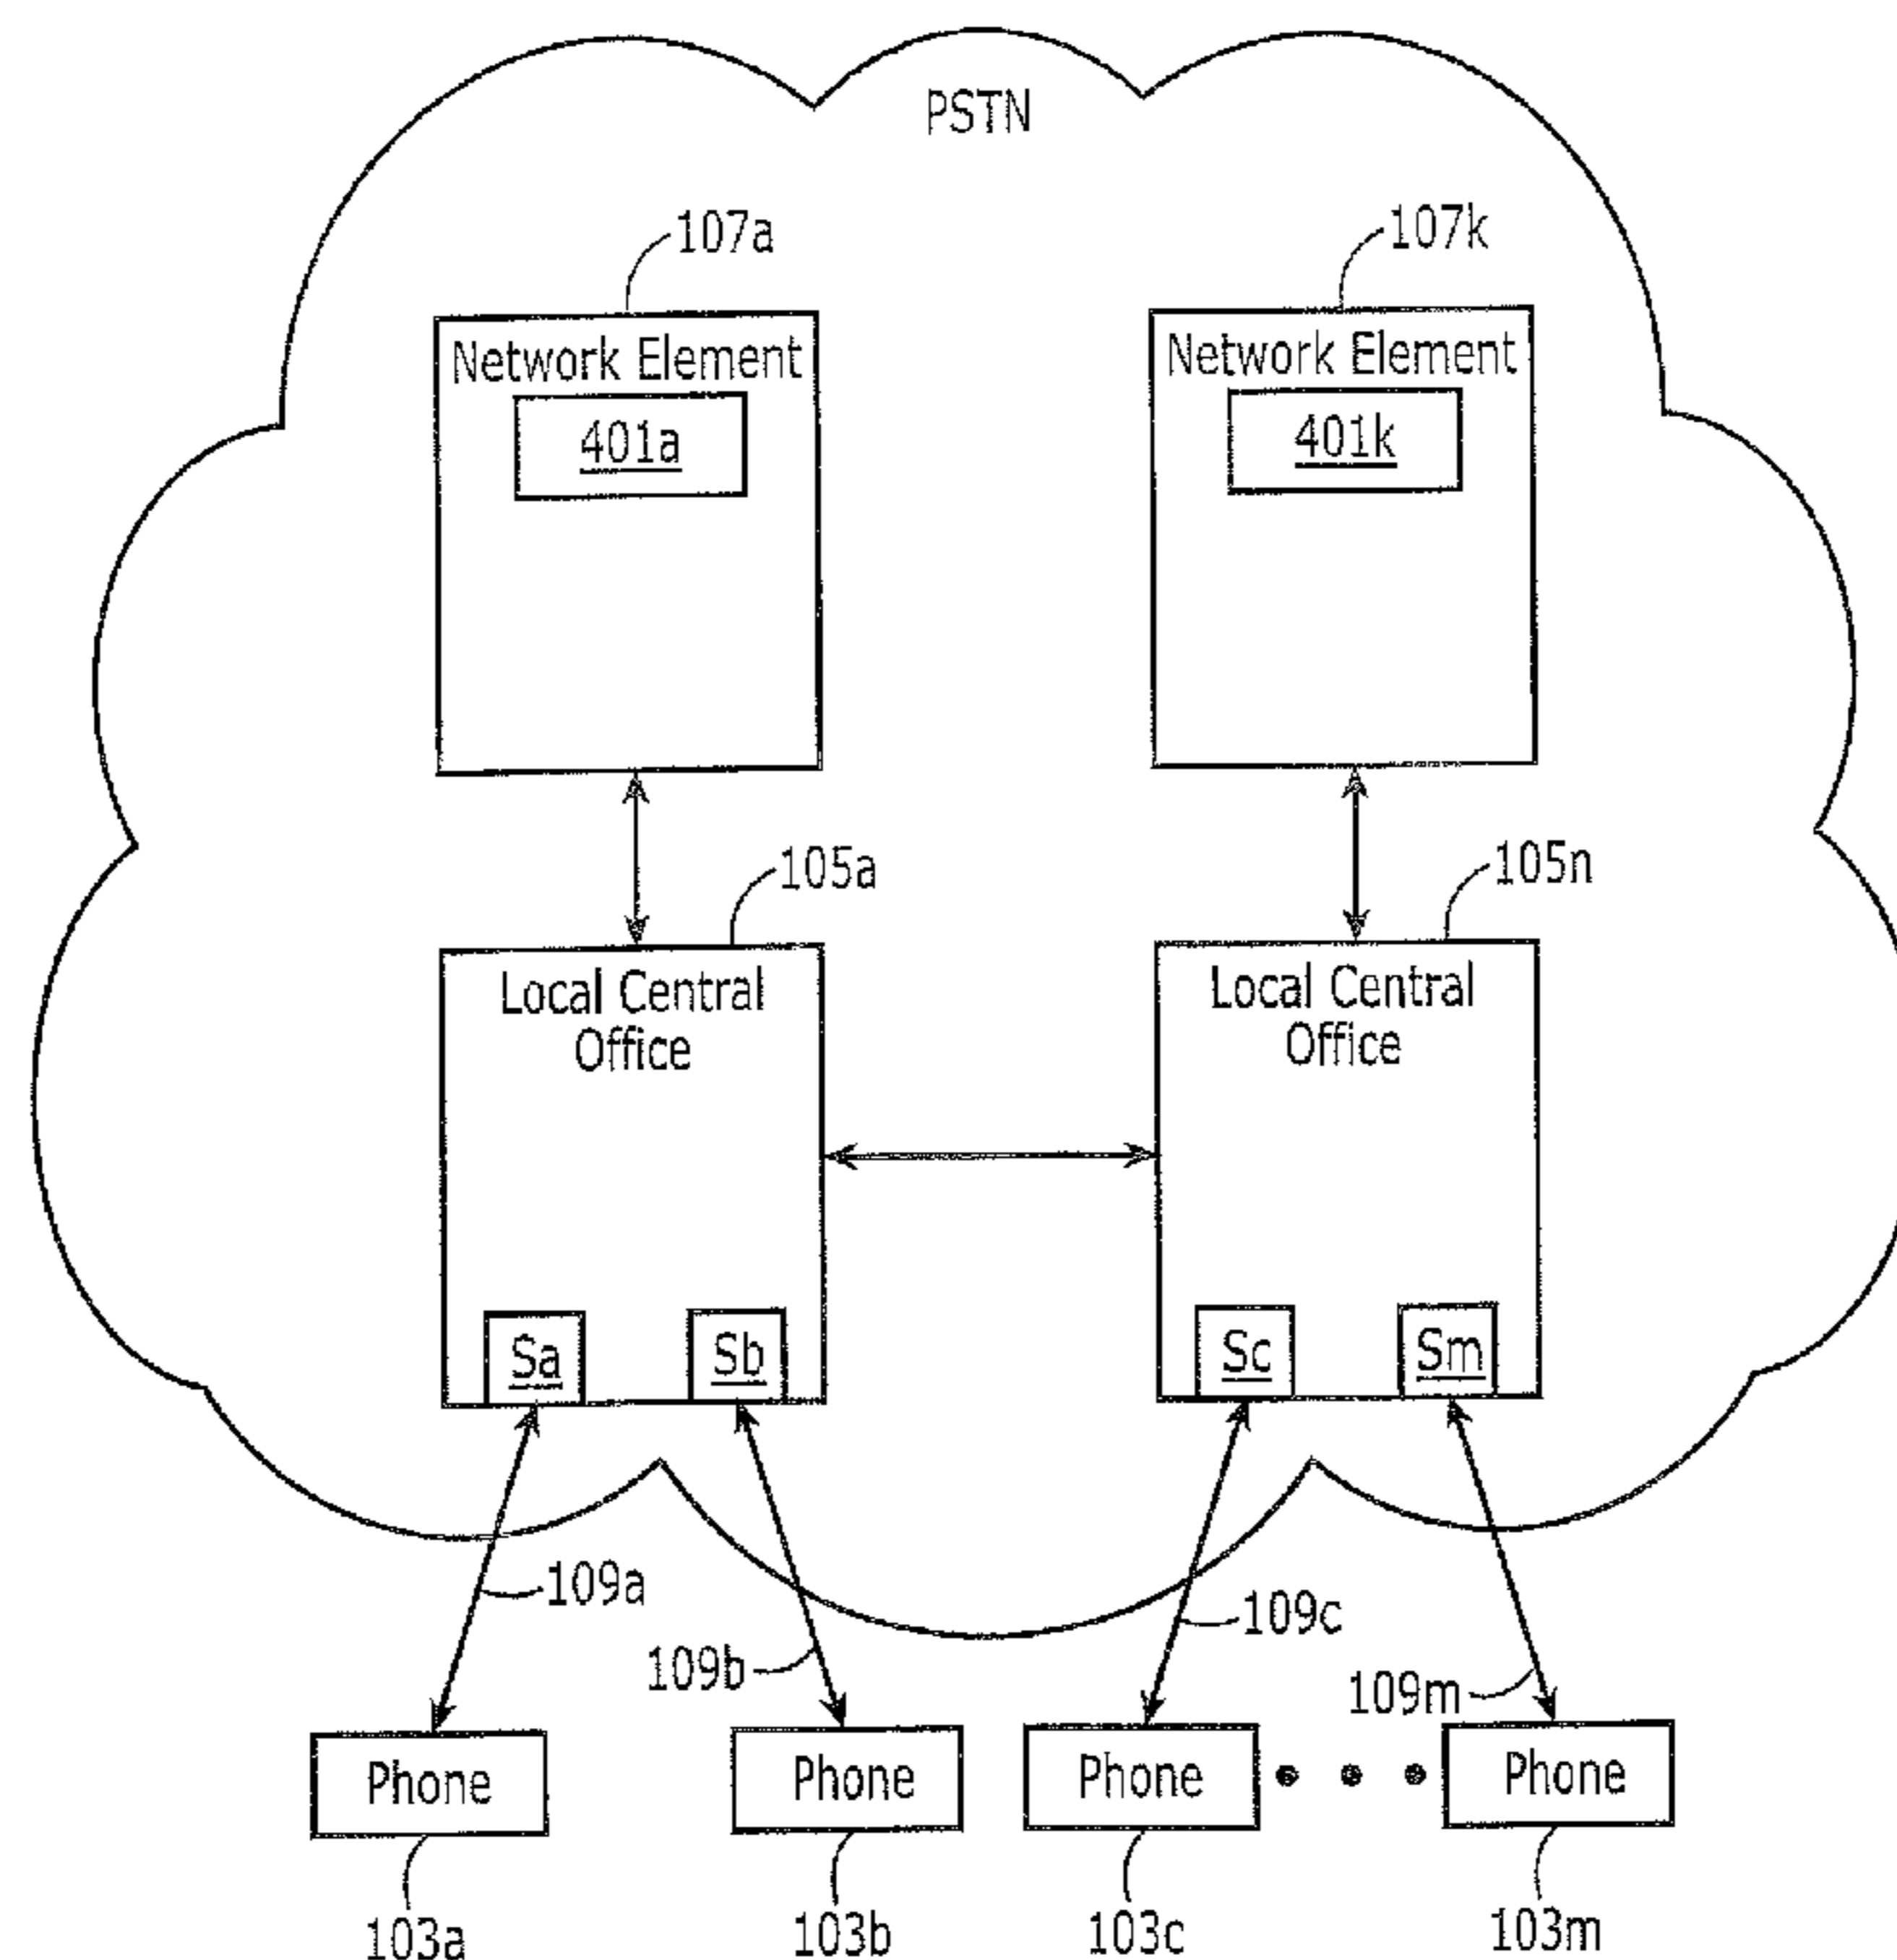 PSTN
107a
107k
Network Element
Network Element
401a
401k
105a
105n
Local Central
Office
Local Central
Office
Sa
Sb
Sc
Sm
109a
109b
109c
109m
Phone
Phone
Phone
Phone
103a
103b
103c
103m